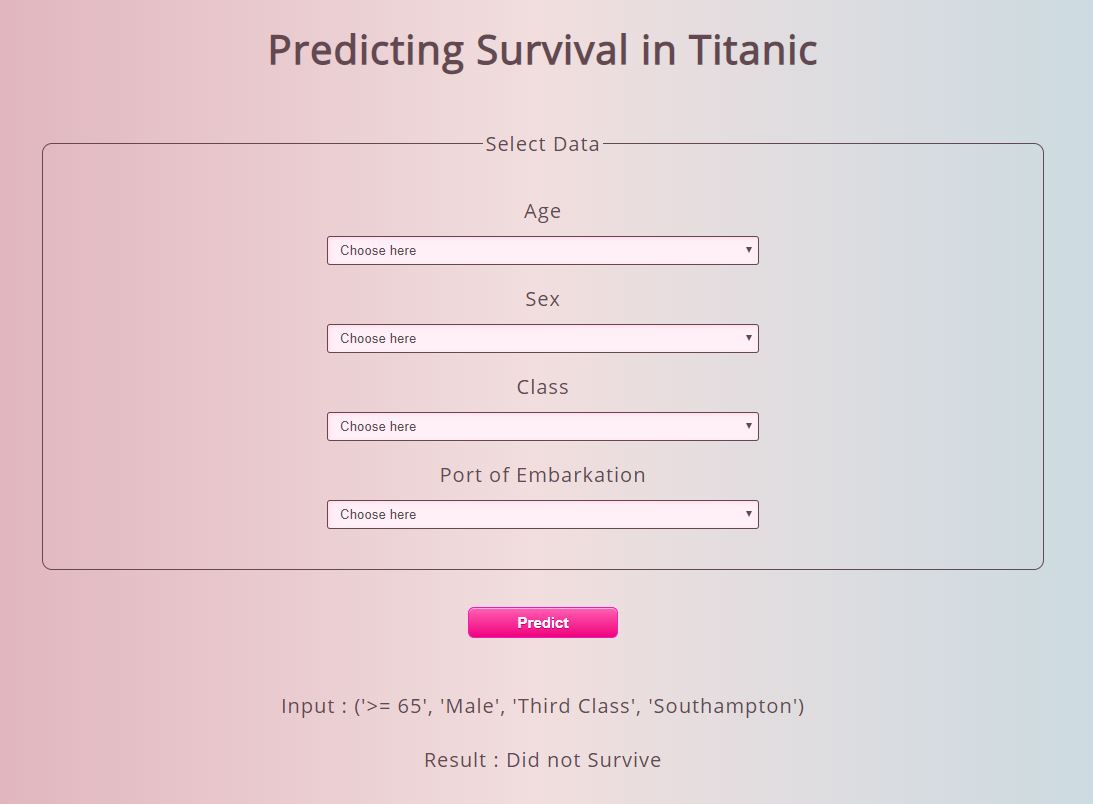 Predicting Survival in Titanic
Select Data
Age
Choose here
Sex
Choose here
Class
Choose here
Port of Embarkation
Choose here
Predict
Input : ('>= 65', 'Male', 'Third Class', 'Southampton')
Result : Did not Survive